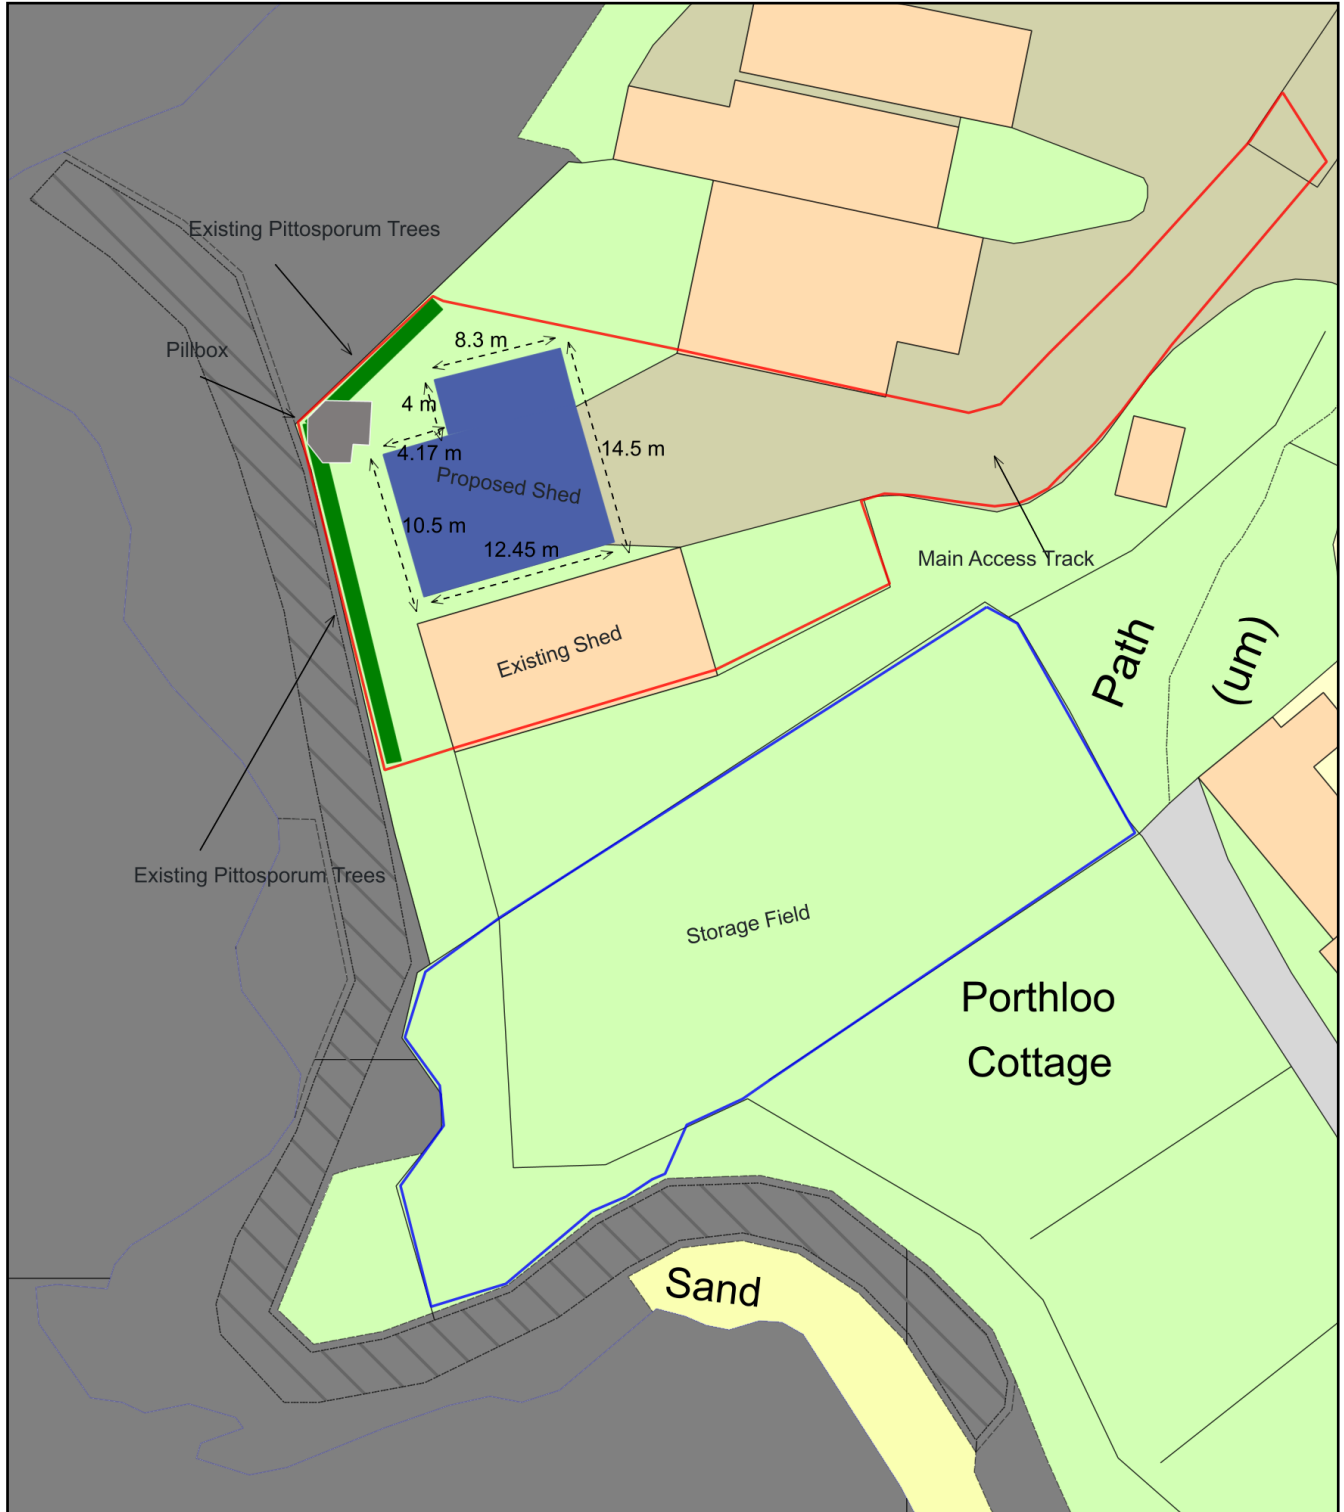 Existing Pittosporum Trees
Pillbox
8.3 m
4 m
4.17 m
14.5 m
Proposed Shed
10.5 m
12.45 m
Main Access Track
Existing Shed
Path
(um)
Existing Pittosporum Trees
Storage Field
Porthloo
Cottage
Sand